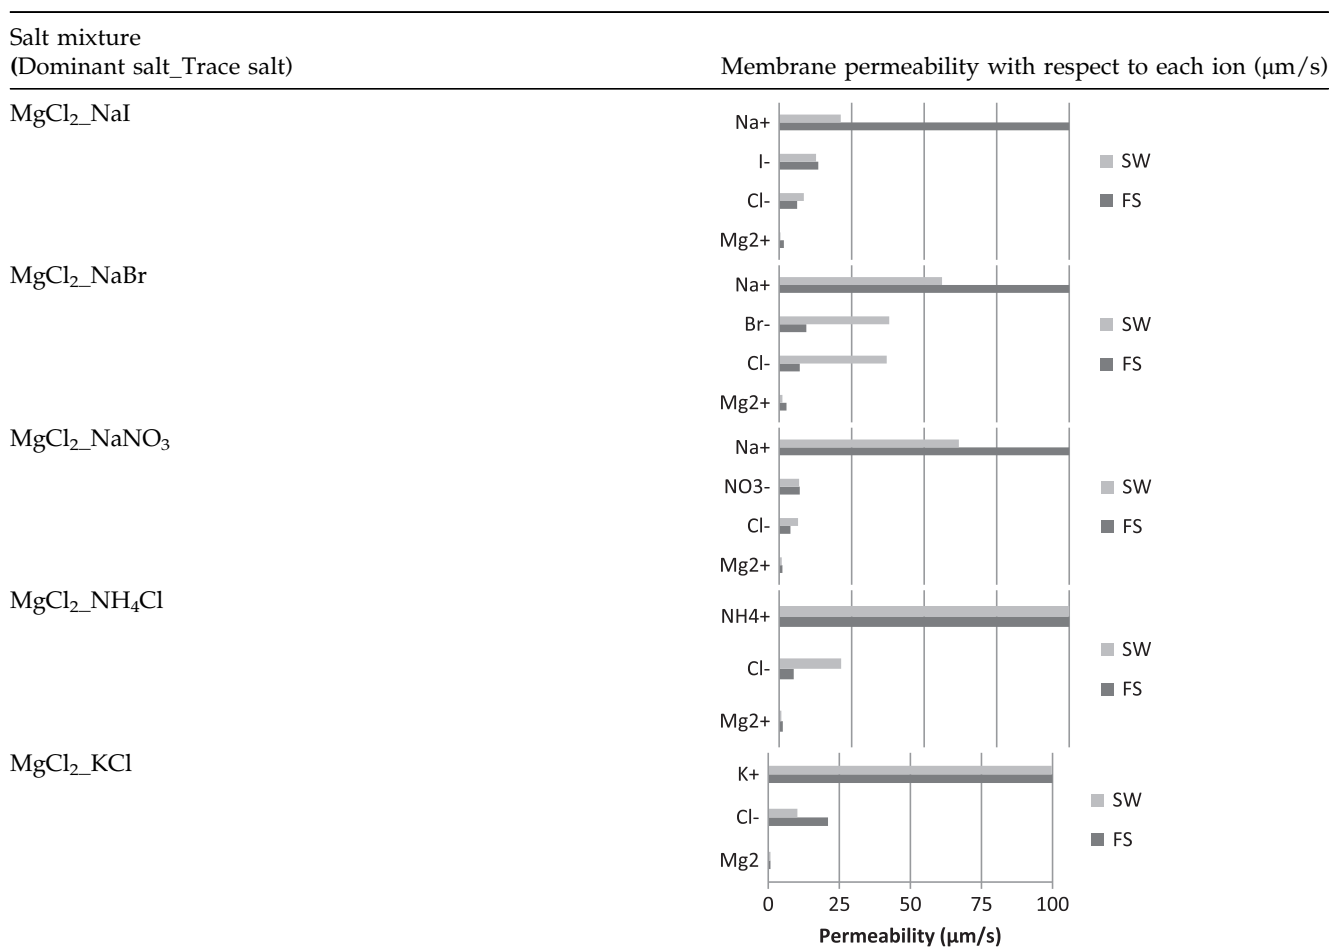 Salt mixture
(Dominant salt_Trace salt) Membrane permeability with respect to each ion (μm/s)
MgCl₂_NaI
Na+
I-
Cl-
Mg2+
SW
FS
MgCl₂_NaBr
Na+
Br-
Cl-
Mg2+
SW
FS
MgCl₂_NaNO₃
Na+
NO3-
Cl-
Mg2+
SW
FS
MgCl₂_NH₄Cl
NH4+
Cl-
Mg2+
SW
FS
MgCl₂_KCl
K+
Cl-
Mg2
SW
FS
0 25 50 75 100
Permeability (μm/s)